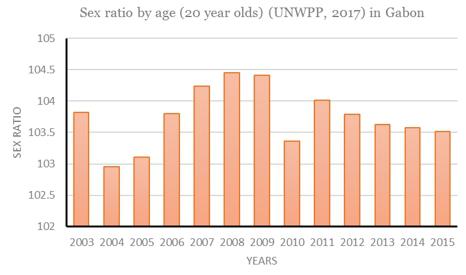 Sex ratio by age (20 year olds) (UNWPP, 2017) in Gabon
105
104.5
104
103.5
103
102.5
102
SEX RATIO
2003 2004 2005 2006 2007 2008 2009 2010 2011 2012 2013 2014 2015
YEARS